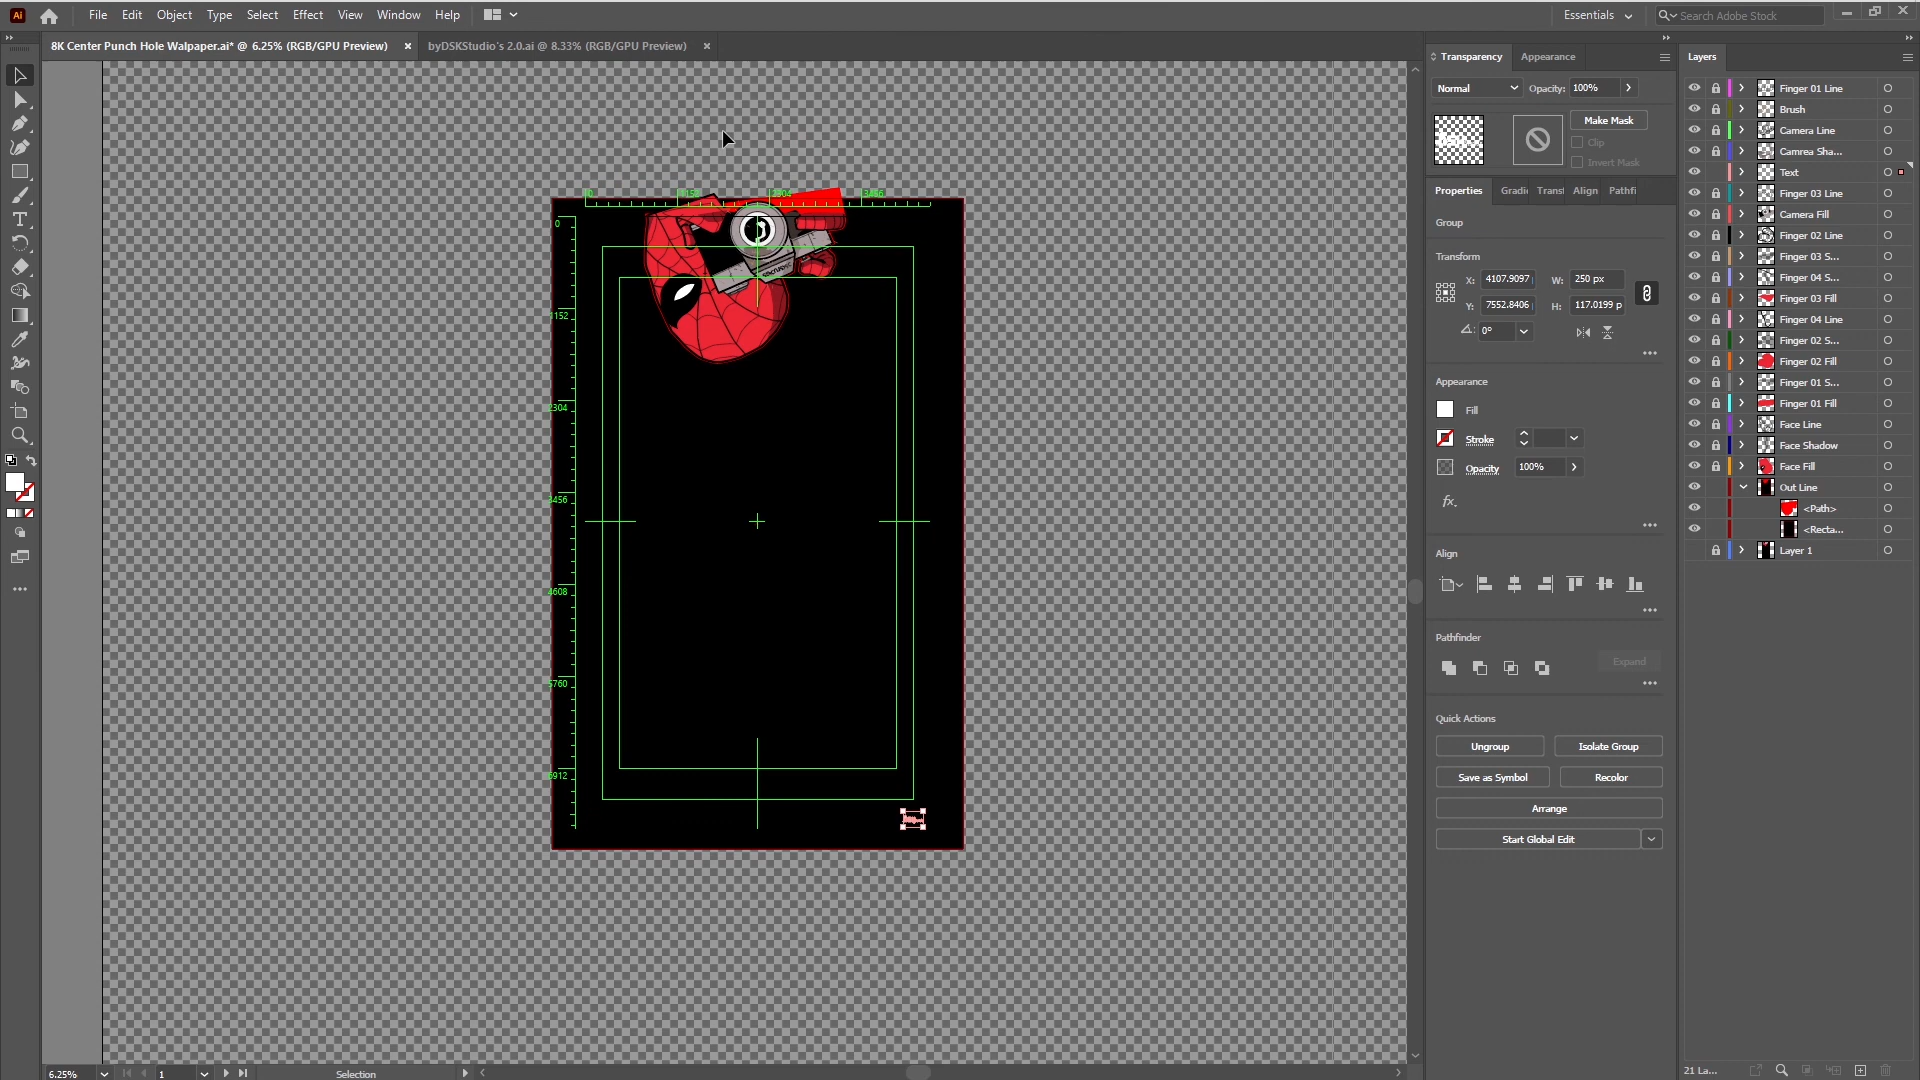 Ai File Edit Object Type Select Effect View Window Help Essentials Search Adobe Stock
8K Center Punch Hole Walpaper.ai* @ 6.25% (RGB/GPU Preview) × byDSKStudio's 2.0.ai @ 8.33% (RGB/GPU Preview) ×
Transparency Appearance
Normal Opacity: 100%
Make Mask
Clip
Invert Mask
Properties Gradi Transf Align Pathfi
Group
Transform
X: 4107.9097 W: 250 px
Y: 7552.8406 H: 117.0199 p
0°
Appearance
Fill
Stroke
Opacity 100%
fx.
Align
Pathfinder
Expand
Quick Actions
Ungroup Isolate Group
Save as Symbol Recolor
Arrange
Start Global Edit
Layers
Finger 01 Line
Brush
Camera Line
Camrea Sha...
Text
Finger 03 Line
Camera Fill
Finger 02 Line
Finger 03 S...
Finger 04 S...
Finger 03 Fill
Finger 04 Line
Finger 02 S...
Finger 02 Fill
Finger 01 S...
Finger 01 Fill
Face Line
Face Shadow
Face Fill
Out Line
<Path>
<Recta...
Layer 1
21 La...
0 1152 2304 3456
0
1152
2304
3456
4608
5760
6912
6.25% 1 Selection